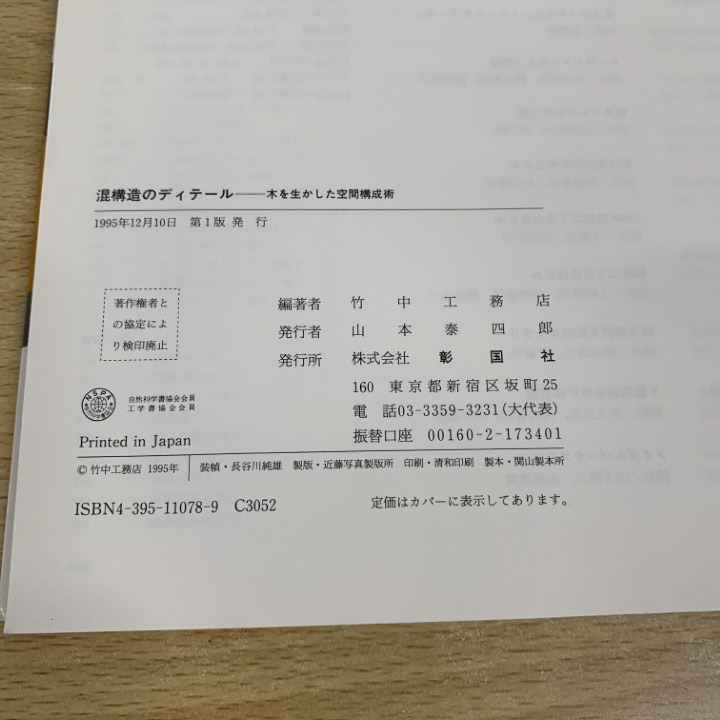 混構造のディテール──木を生かした空間構成術
1995年12月10日 第1版 発 行
著作権者と
の協定によ
り検印廃止
編著者 竹中工務店
発行者 山本泰四郎
発行所 株式会社 彰国社
160 東京都新宿区坂町25
電 話03-3359-3231(大代表)
振替口座 00160-2-173401
NSPA
自然科学書協会会員
工学書協会会員
Printed in Japan
© 竹中工務店 1995年 装幀・長谷川純雄 製版・近藤写真製版所 印刷・清和印刷 製本・関山製本所
ISBN4-395-11078-9 C3052 定価はカバーに表示してあります。